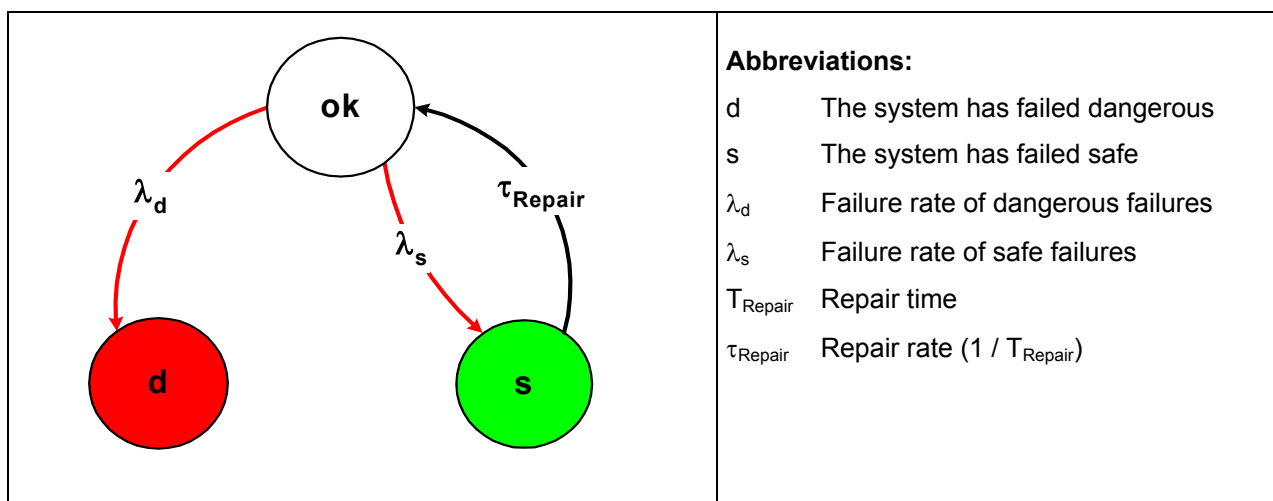 ok
λd
τRepair
λs
d
s
Abbreviations:
d The system has failed dangerous
s The system has failed safe
λd Failure rate of dangerous failures
λs Failure rate of safe failures
TRepair Repair time
τRepair Repair rate (1 / TRepair)